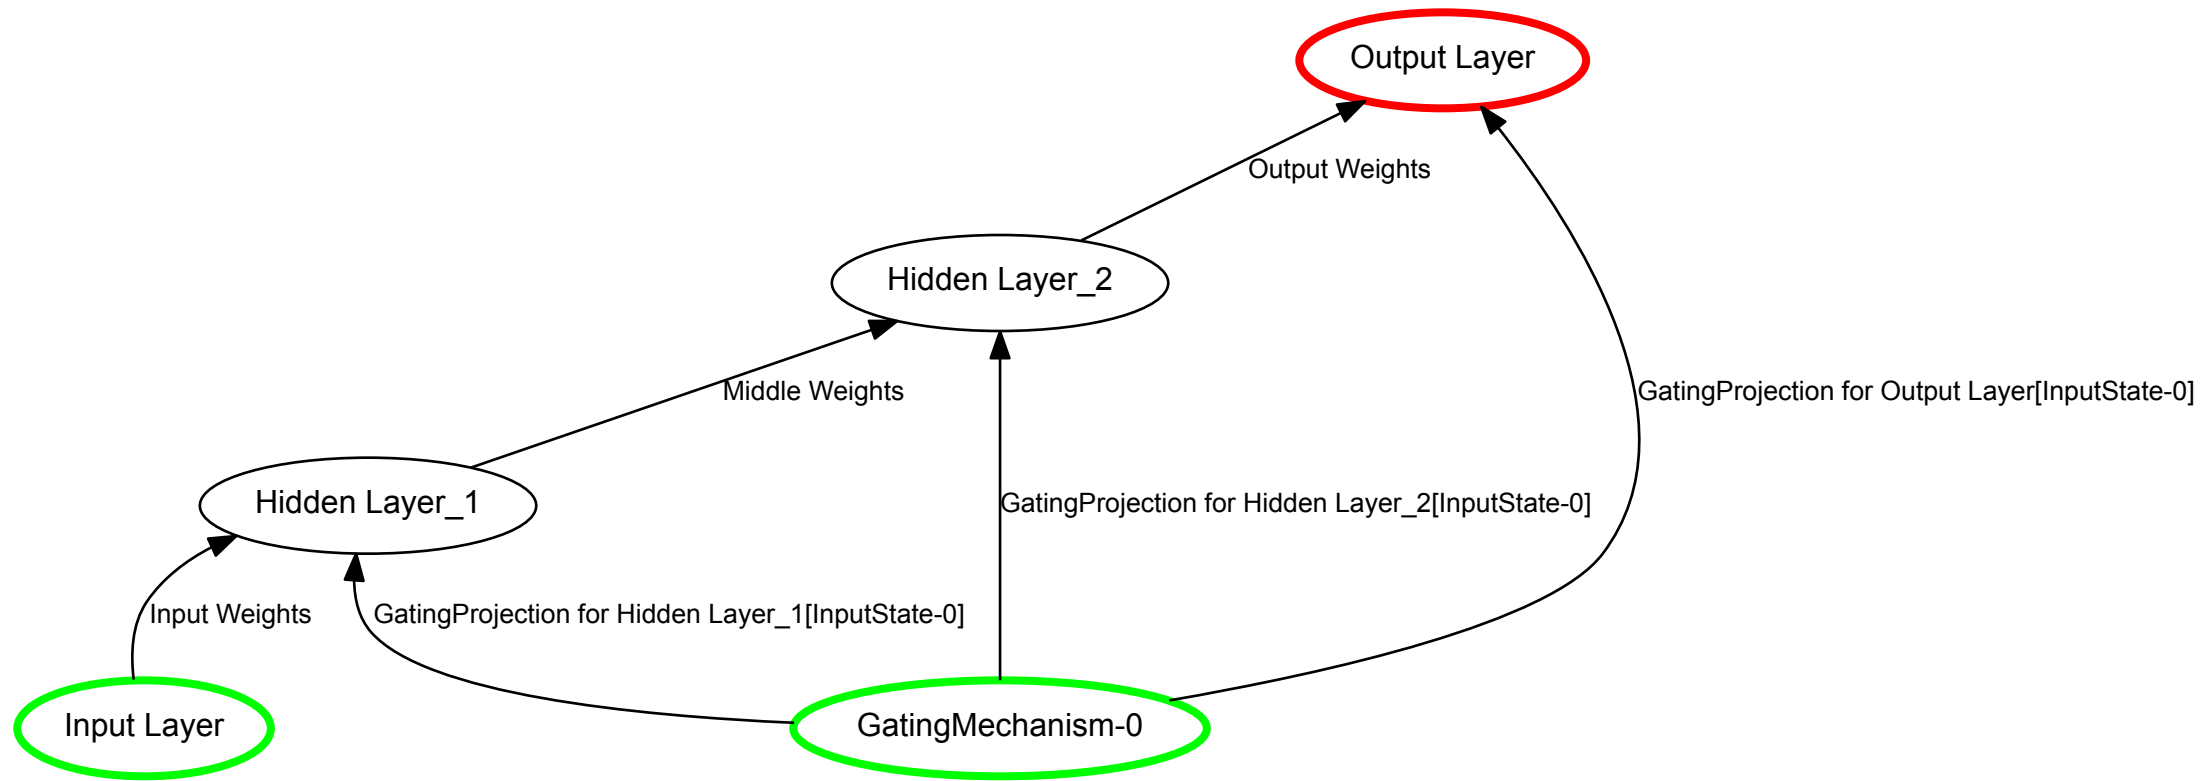 Output Layer
Output Weights
Hidden Layer_2
Middle Weights
GatingProjection for Output Layer[InputState-0]
Hidden Layer_1
GatingProjection for Hidden Layer_2[InputState-0]
Input Weights
GatingProjection for Hidden Layer_1[InputState-0]
Input Layer
GatingMechanism-0